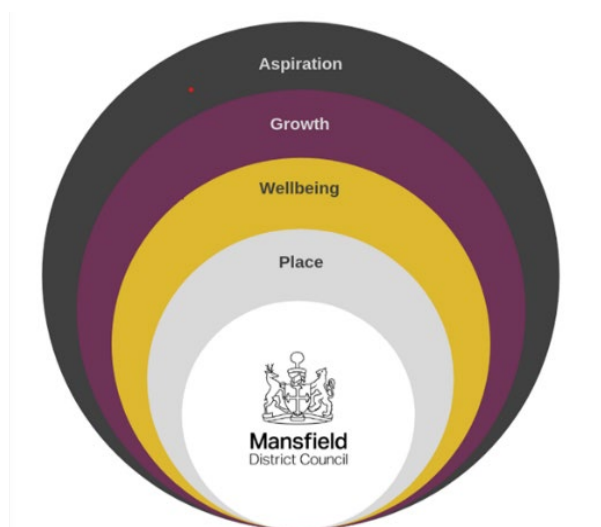 Aspiration
Growth
Wellbeing
Place
Mansfield
District Council